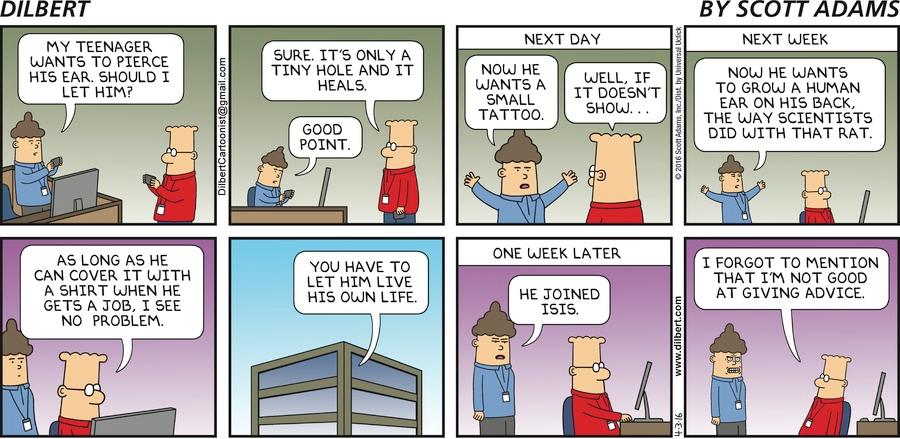 DILBERT
BY SCOTT ADAMS
MY TEENAGER
WANTS TO PIERCE
HIS EAR. SHOULD I
LET HIM?
DilbertCartoonist@gmail.com
SURE. IT'S ONLY A
TINY HOLE AND IT
HEALS.
GOOD
POINT.
NEXT DAY
NOW HE
WANTS A
SMALL
TATTOO.
WELL, IF
IT DOESN'T
SHOW...
© 2016 Scott Adams, Inc./Dist. by Universal Uclick
NEXT WEEK
NOW HE WANTS
TO GROW A HUMAN
EAR ON HIS BACK,
THE WAY SCIENTISTS
DID WITH THAT RAT.
AS LONG AS HE
CAN COVER IT WITH
A SHIRT WHEN HE
GETS A JOB, I SEE
NO PROBLEM.
YOU HAVE TO
LET HIM LIVE
HIS OWN LIFE.
ONE WEEK LATER
HE JOINED
ISIS.
www.dilbert.com
4-3-16
I FORGOT TO MENTION
THAT I'M NOT GOOD
AT GIVING ADVICE.